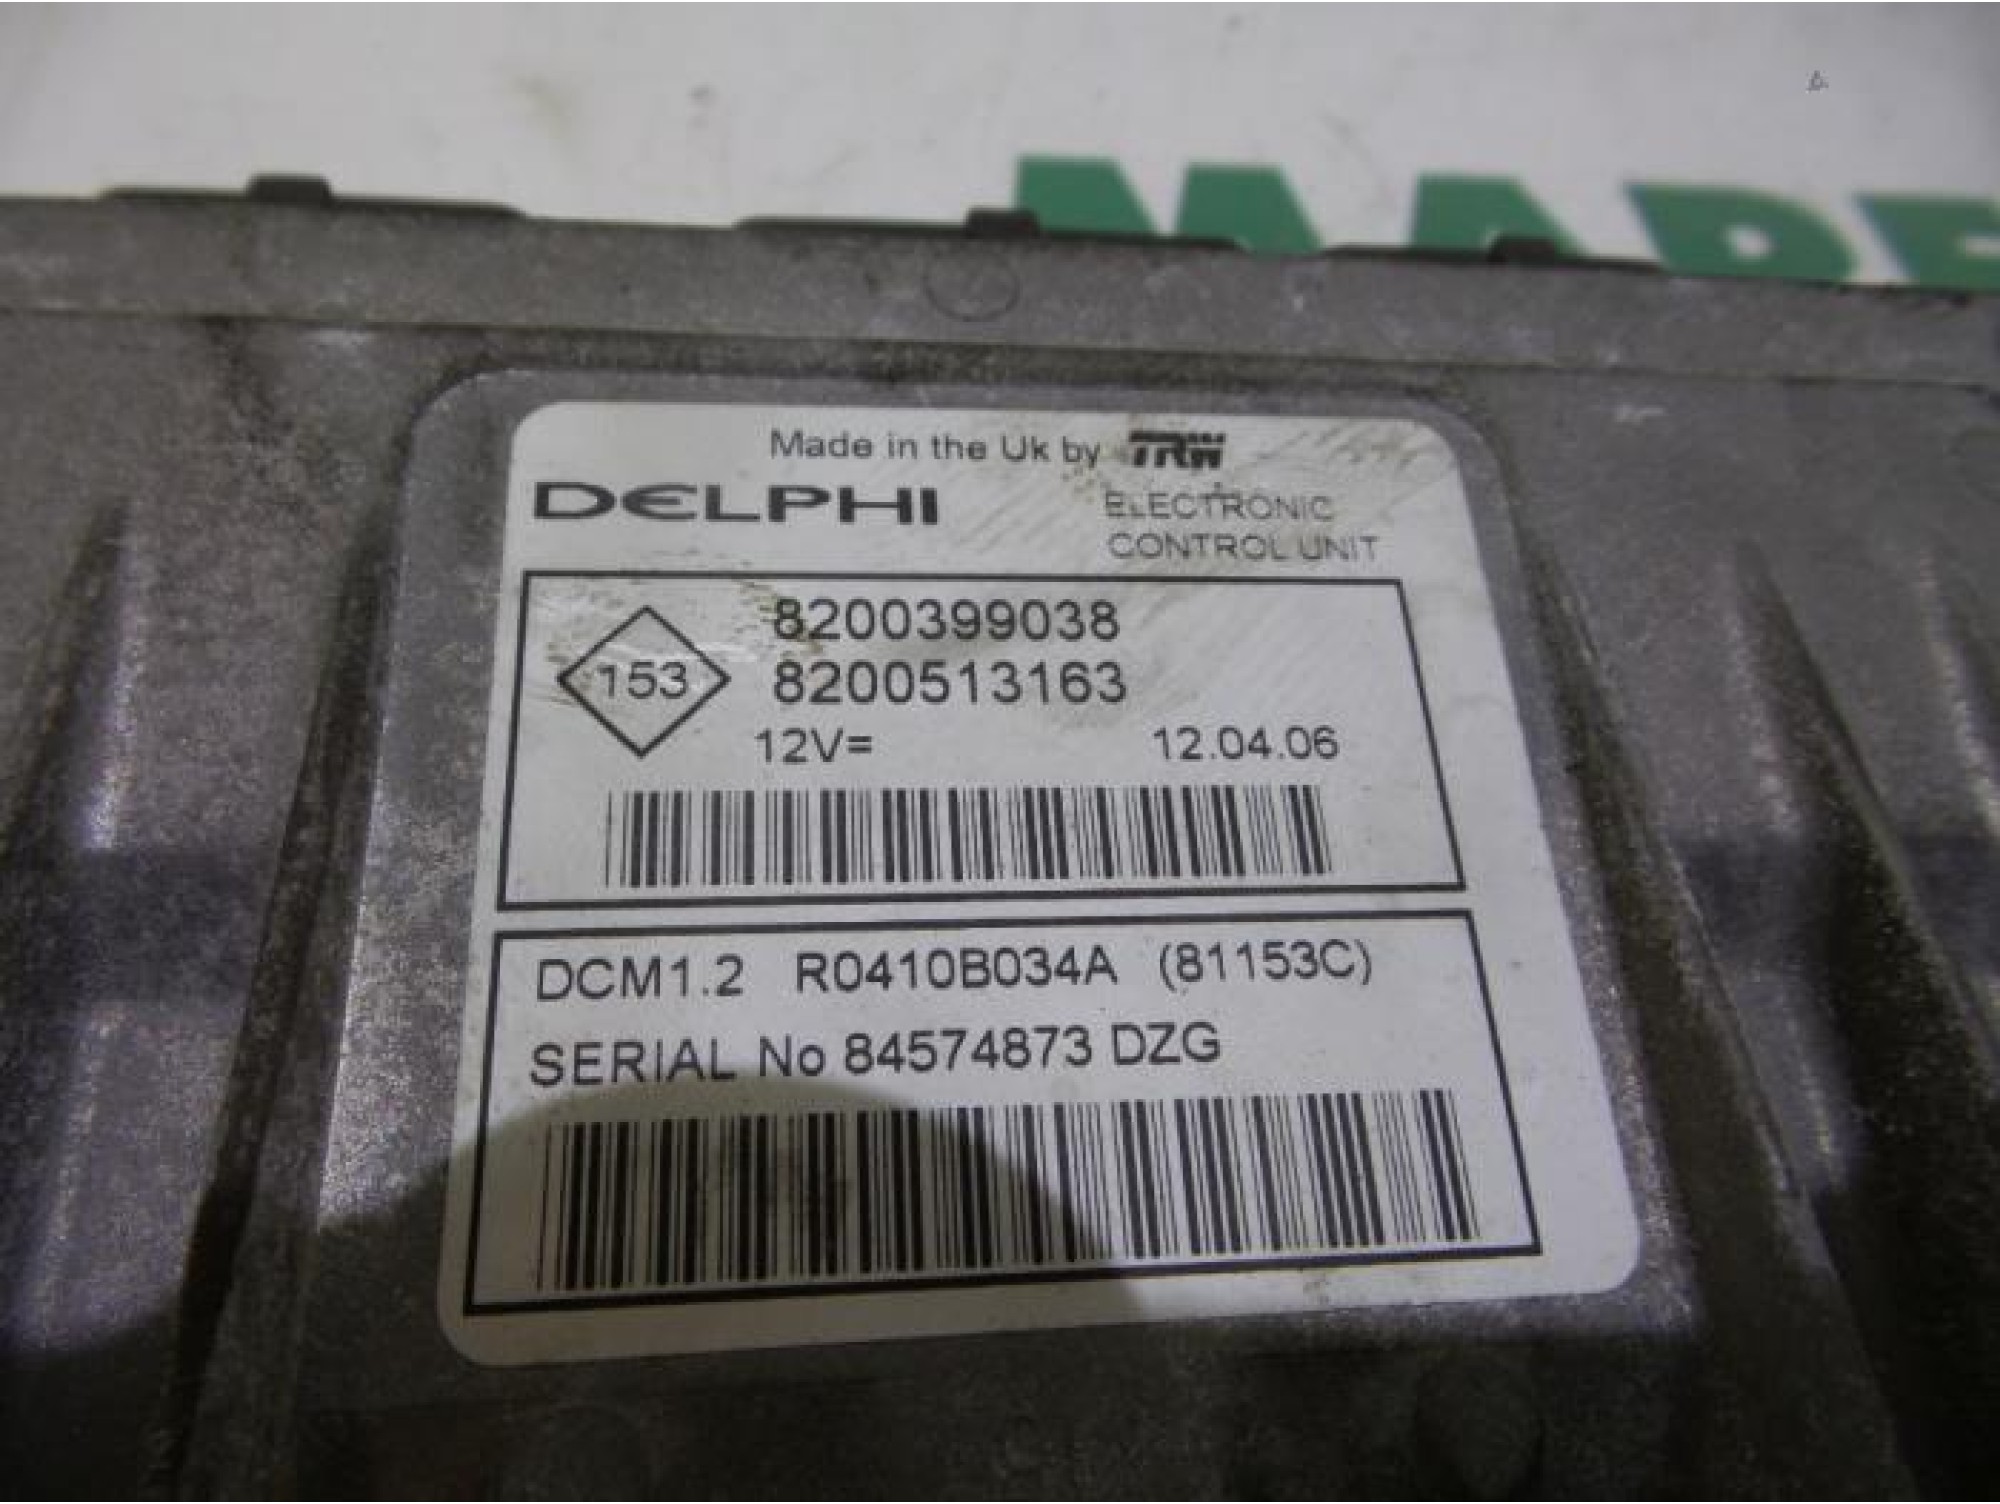 Made in the Uk by TRW
DELPHI
ELECTRONIC
CONTROL UNIT
153
8200399038
8200513163
12V= 12.04.06
DCM1.2 R0410B034A (81153C)
SERIAL No 84574873 DZG